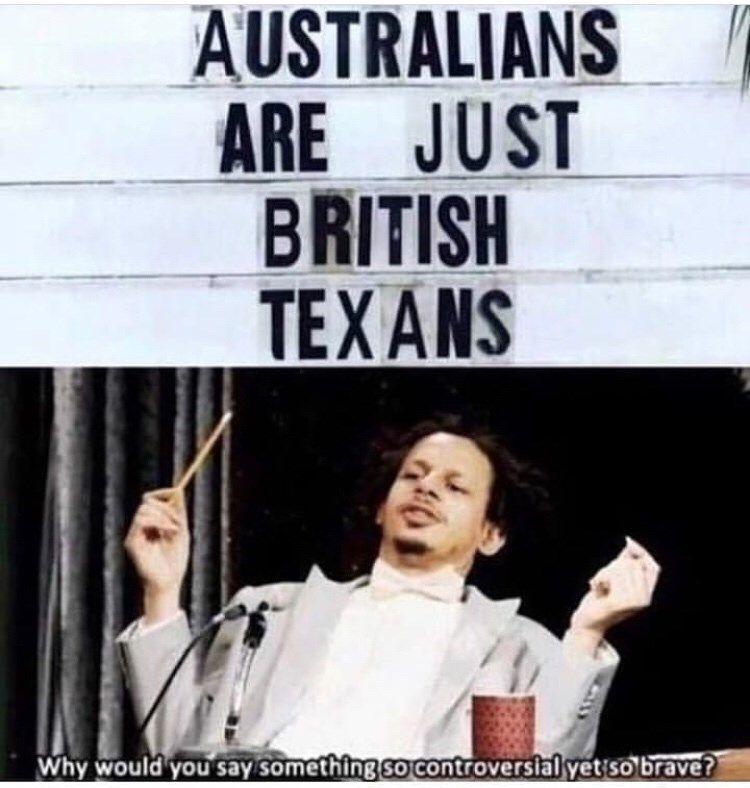 AUSTRALIANS
ARE JUST
BRITISH
TEXANS
Why would you say something so controversial yet so brave?